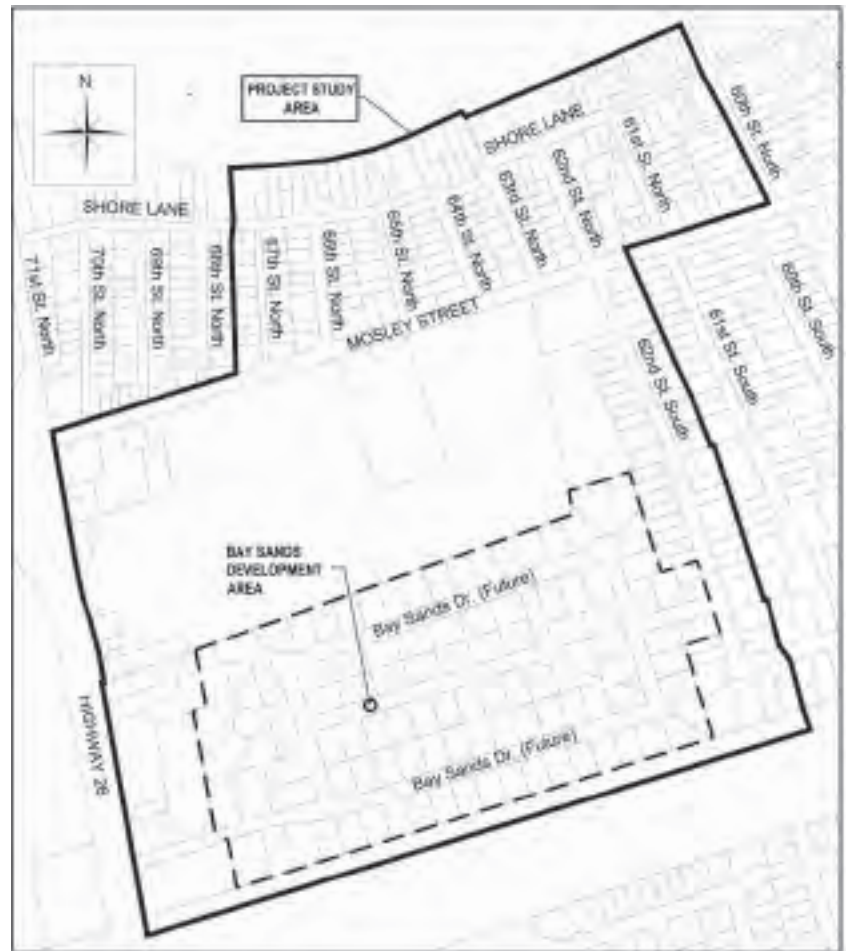 N
PROJECT STUDY
AREA
60th St. North
SHORE LANE
61st St. North
62nd St. North
63rd St. North
64th St. North
SHORE LANE
65th St. North
66th St. North
67th St. North
68th St. North
69th St. North
70th St. North
71st St. North
MOSLEY STREET
60th St. South
61st St. South
62nd St. South
BAY SANDS
DEVELOPMENT
AREA
Bay Sands Dr. (Future)
HIGHWAY 26
Bay Sands Dr. (Future)